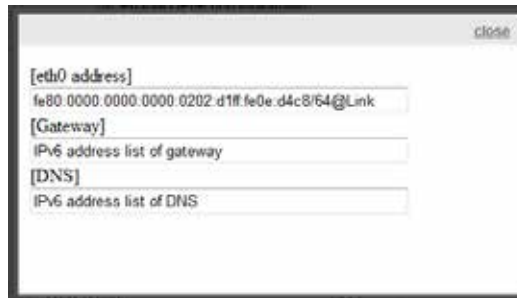 close
[eth0 address]
fe80:0000:0000:0000:0202:d1ff:fe0e:d4c8/64@Link
[Gateway]
IPv6 address list of gateway
[DNS]
IPv6 address list of DNS